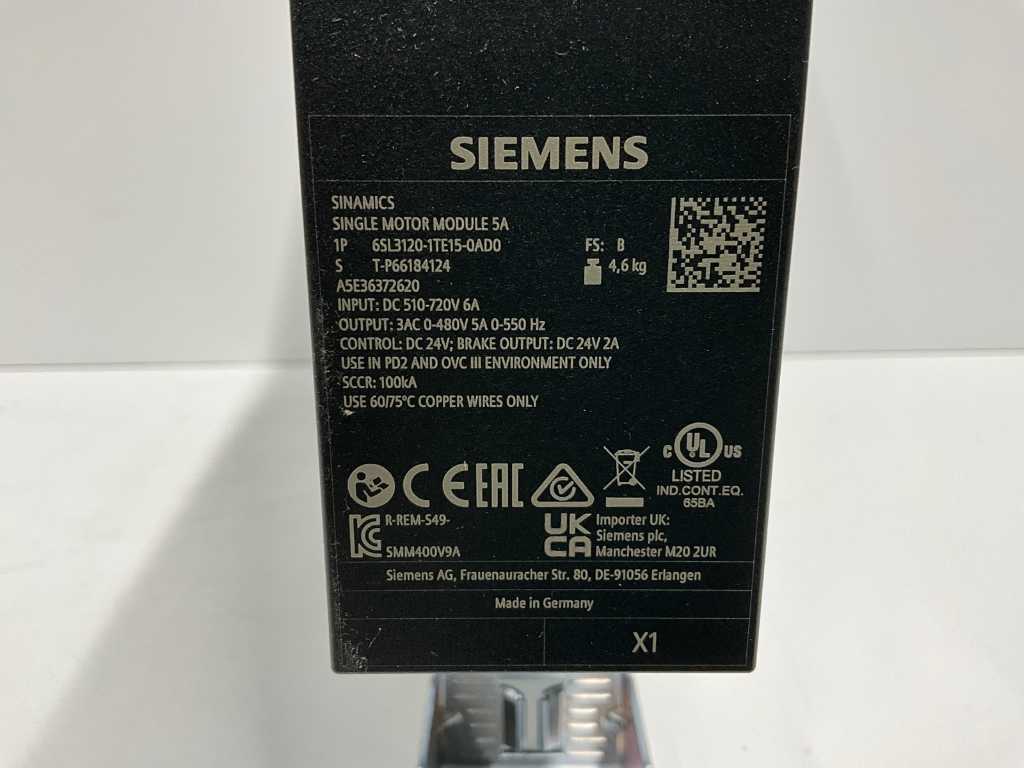 SIEMENS
SINAMICS
SINGLE MOTOR MODULE 5A
1P 6SL3120-1TE15-0AD0 FS: B
S T-P66184124 4,6 kg
A5E36372620
INPUT: DC 510-720V 6A
OUTPUT: 3AC 0-480V 5A 0-550 Hz
CONTROL: DC 24V; BRAKE OUTPUT: DC 24V 2A
USE IN PD2 AND OVC III ENVIRONMENT ONLY
SCCR: 100kA
USE 60/75°C COPPER WIRES ONLY
C UL US
LISTED
IND.CONT.EQ.
65BA
CE EAC
R-REM-S49-
SMM400V9A
UK
CA
Importer UK:
Siemens plc,
Manchester M20 2UR
Siemens AG, Frauenauracher Str. 80, DE-91056 Erlangen
Made in Germany
X1